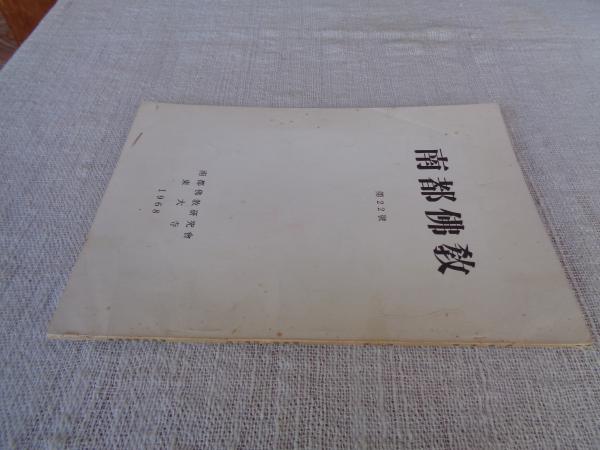 南都佛教
第22號
南都佛教研究會
東大寺
1968